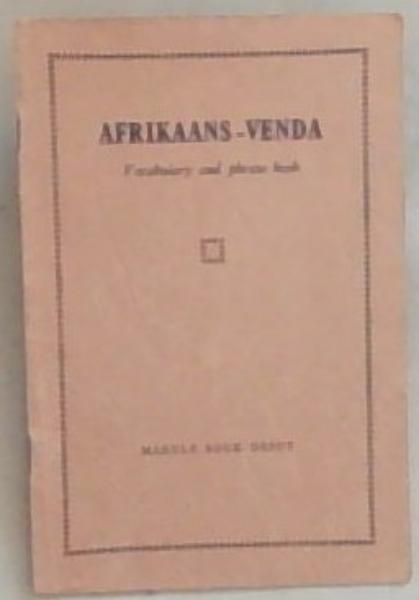 AFRIKAANS - VENDA
Vocabulary and phrase book
MARULE BOOK DEPOT